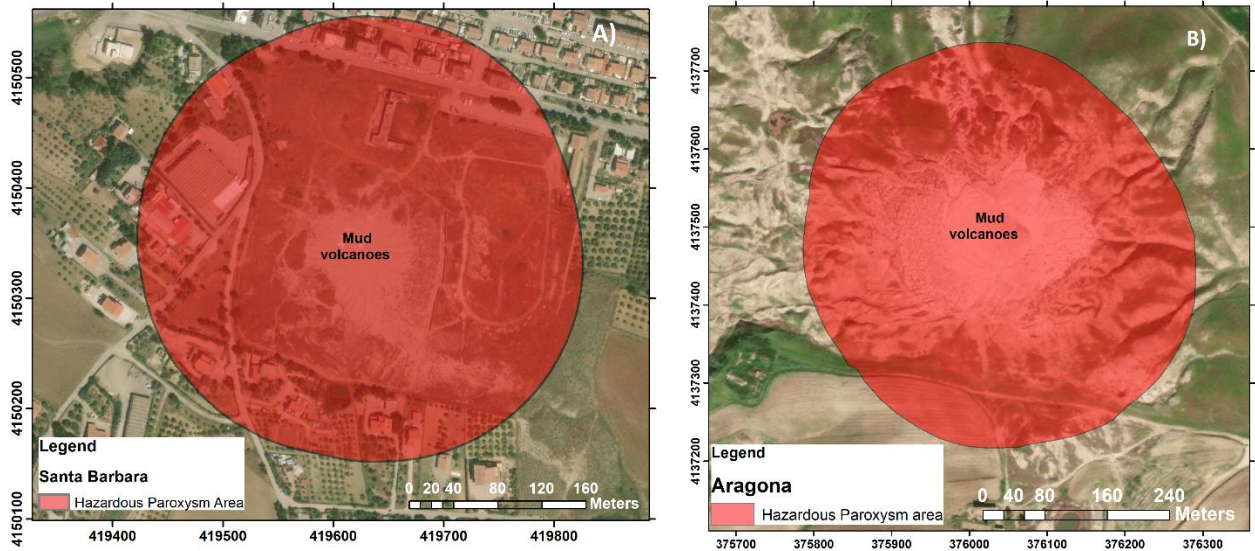 A)
Mud
volcanoes
4150500
4150400
4150300
4150200
4150100
Legend
Santa Barbara
Hazardous Paroxysm Area
0 20 40 80 120 160
Meters
419400 419500 419600 419700 419800
B)
Mud
volcanoes
4137700
4137600
4137500
4137400
4137300
4137200
Legend
Aragona
Hazardous Paroxysm area
0 40 80 160 240
Meters
375700 375800 375900 376000 376100 376200 376300